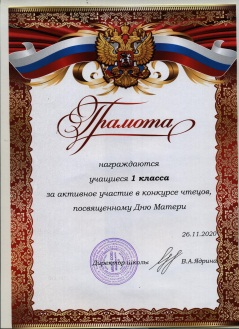 Грамота
награждаются
учащиеся 1 класса
за активное участие в конкурсе чтецов,
посвященному Дню Матери
26.11.2020
Директор школы В.А.Ядрина